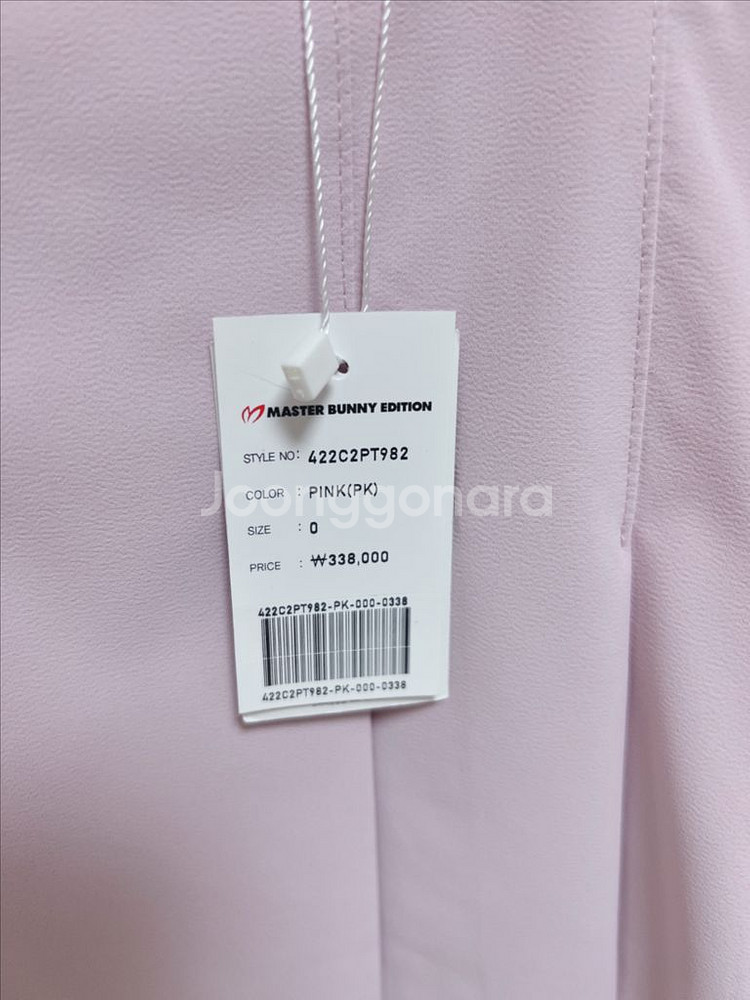 MASTER BUNNY EDITION
STYLE NO: 422C2PT982
COLOR : PINK(PK)
Joonggonara
SIZE : 0
PRICE : ₩338,000
422C2PT982-PK-000-0338
422C2PT982-PK-000-0338